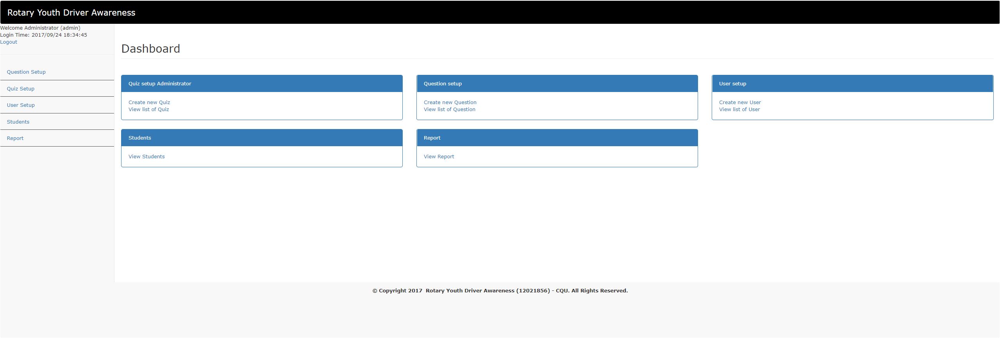 Rotary Youth Driver Awareness
Welcome Administrator (admin)
Login Time: 2017/09/24 18:34:45
Logout
Question Setup
Quiz Setup
User Setup
Students
Report
Dashboard
Quiz setup Administrator
Create new Quiz
View list of Quiz
Question setup
Create new Question
View list of Question
User setup
Create new User
View list of User
Students
View Students
Report
View Report
© Copyright 2017  Rotary Youth Driver Awareness (12021856) - CQU. All Rights Reserved.